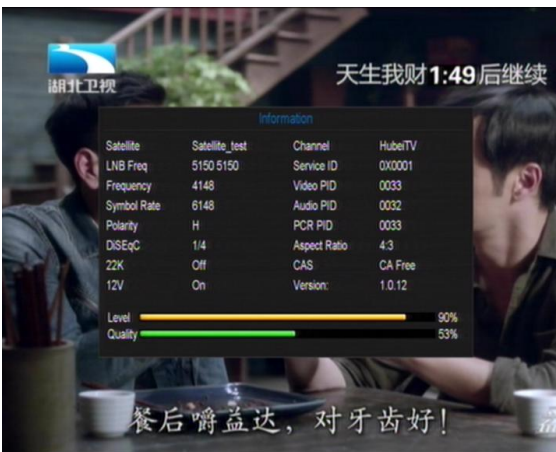 湖北卫视
天生我财1:49后继续
Information
Satellite Satellite_test Channel HubeiTV
LNB Freq 5150 5150 Service ID 0X0001
Frequency 4148 Video PID 0033
Symbol Rate 6148 Audio PID 0032
Polarity H PCR PID 0033
DiSEqC 1/4 Aspect Ratio 4:3
22K Off CAS CA Free
12V On Version: 1.0.12
Level 90%
Quality 53%
餐后嚼益达，对牙齿好！